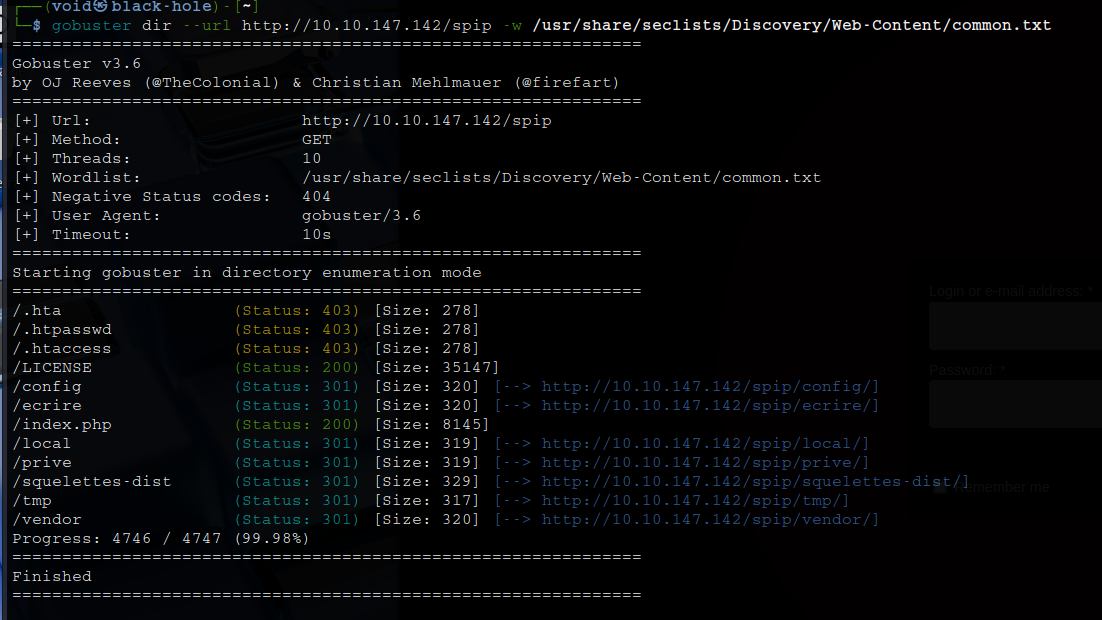 ┌──(void㉿black-hole)-[~]
└─$ gobuster dir --url http://10.10.147.142/spip -w /usr/share/seclists/Discovery/Web-Content/common.txt
===============================================================
Gobuster v3.6
by OJ Reeves (@TheColonial) & Christian Mehlmauer (@firefart)
===============================================================
[+] Url:                     http://10.10.147.142/spip
[+] Method:                  GET
[+] Threads:                 10
[+] Wordlist:                /usr/share/seclists/Discovery/Web-Content/common.txt
[+] Negative Status codes:   404
[+] User Agent:              gobuster/3.6
[+] Timeout:                 10s
===============================================================
Starting gobuster in directory enumeration mode
===============================================================
/.hta                 (Status: 403) [Size: 278]
/.htpasswd            (Status: 403) [Size: 278]
/.htaccess            (Status: 403) [Size: 278]
/LICENSE              (Status: 200) [Size: 35147]
/config               (Status: 301) [Size: 320] [--> http://10.10.147.142/spip/config/]
/ecrire               (Status: 301) [Size: 320] [--> http://10.10.147.142/spip/ecrire/]
/index.php            (Status: 200) [Size: 8145]
/local                (Status: 301) [Size: 319] [--> http://10.10.147.142/spip/local/]
/prive                (Status: 301) [Size: 319] [--> http://10.10.147.142/spip/prive/]
/squelettes-dist      (Status: 301) [Size: 329] [--> http://10.10.147.142/spip/squelettes-dist/]
/tmp                  (Status: 301) [Size: 317] [--> http://10.10.147.142/spip/tmp/]
/vendor               (Status: 301) [Size: 320] [--> http://10.10.147.142/spip/vendor/]
Progress: 4746 / 4747 (99.98%)
===============================================================
Finished
===============================================================
Login or e-mail address: *
Password: *
Remember me